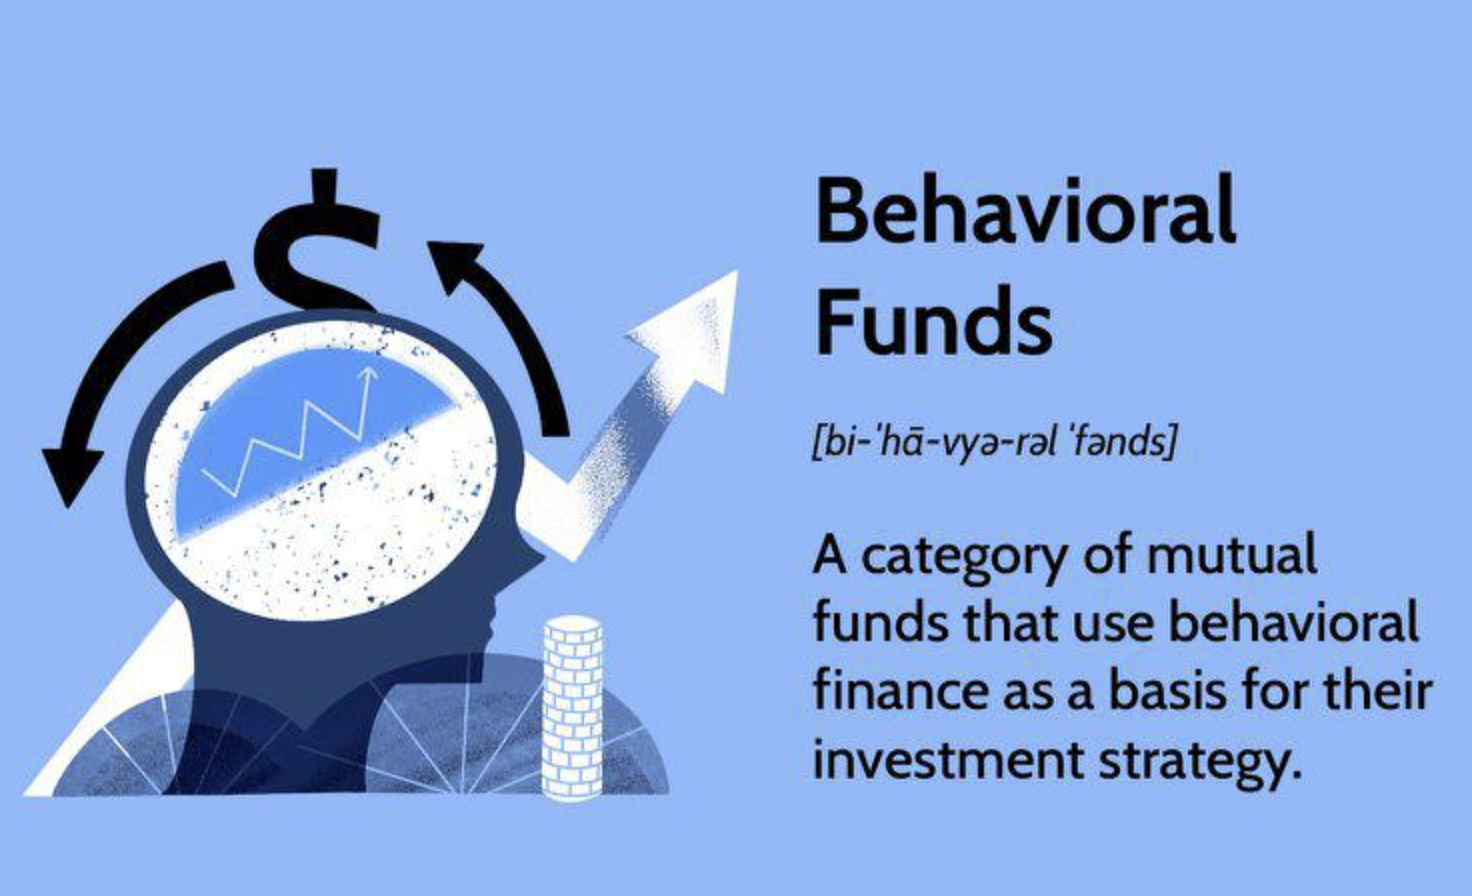 Behavioral
Funds
[bi-ˈhā-vyə-rəl ˈfənds]
A category of mutual
funds that use behavioral
finance as a basis for their
investment strategy.